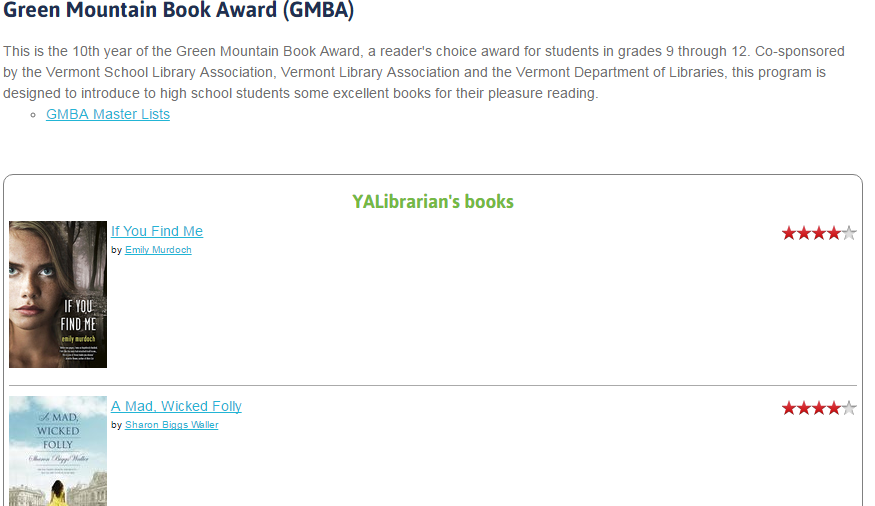 Green Mountain Book Award (GMBA)
This is the 10th year of the Green Mountain Book Award, a reader's choice award for students in grades 9 through 12. Co-sponsored
by the Vermont School Library Association, Vermont Library Association and the Vermont Department of Libraries, this program is
designed to introduce to high school students some excellent books for their pleasure reading.
GMBA Master Lists
YALibrarian's books
If You Find Me
by Emily Murdoch
IF YOU
FIND ME
emily murdoch
A Mad, Wicked Folly
by Sharon Biggs Waller
A MAD,
WICKED
FOLLY
Sharon Biggs Waller